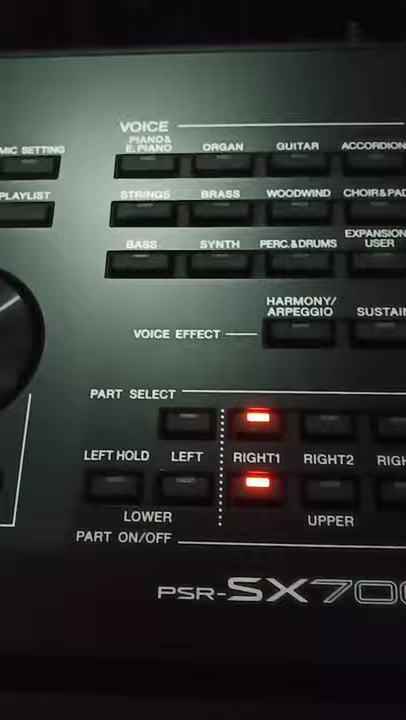 VOICE
MIC SETTING
PIANO & E. PIANO
ORGAN
GUITAR
ACCORDION
PLAYLIST
STRINGS
BRASS
WOODWIND
CHOIR & PAD
BASS
SYNTH
PERC. & DRUMS
EXPANSION
USER
HARMONY/
ARPEGGIO
SUSTAI
VOICE EFFECT
PART SELECT
LEFT HOLD
LEFT
RIGHT1
RIGHT2
RIGH
LOWER
UPPER
PART ON/OFF
PSR-SX700